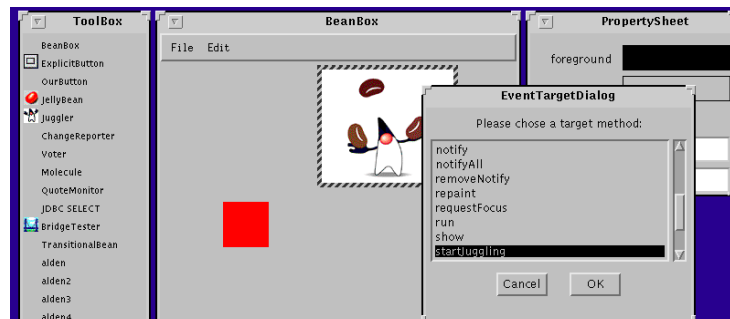 ToolBox
BeanBox
ExplicitButton
OurButton
JellyBean
Juggler
ChangeReporter
Voter
Molecule
QuoteMonitor
JDBC SELECT
BridgeTester
TransitionalBean
alden
alden2
alden3
alden4
BeanBox
File Edit
PropertySheet
foreground
EventTargetDialog
Please chose a target method:
notify
notifyAll
removeNotify
repaint
requestFocus
run
show
startJuggling
Cancel OK